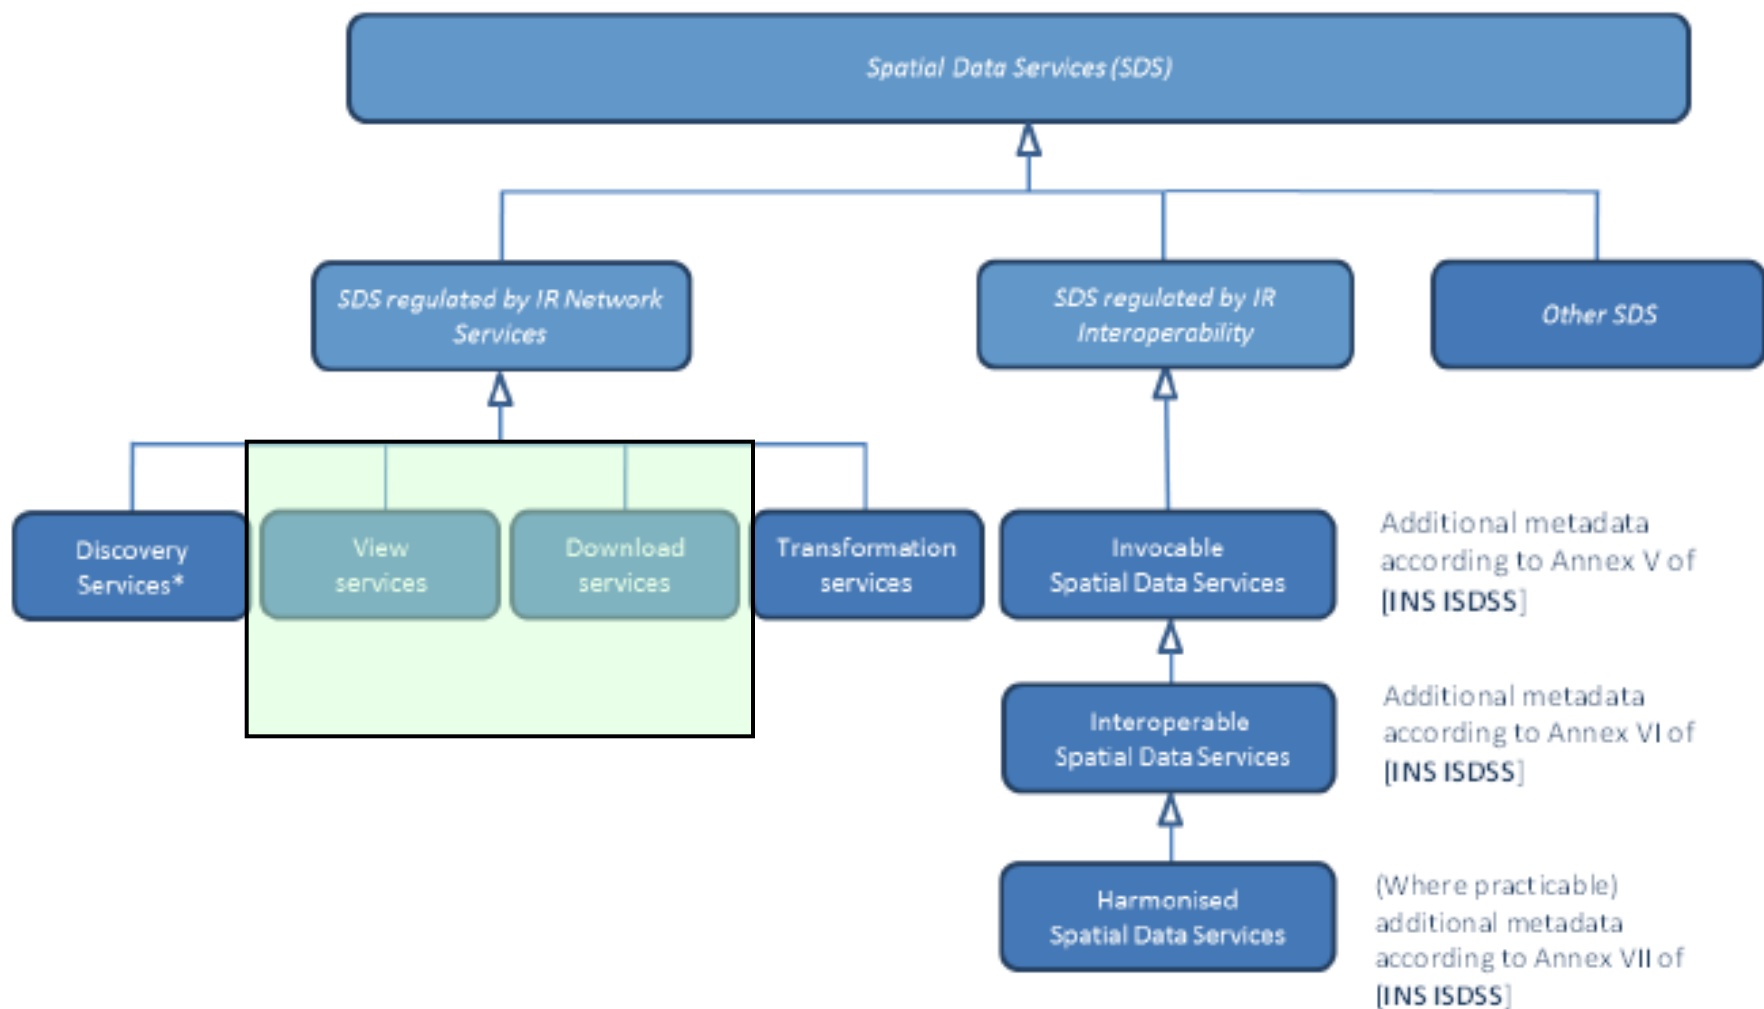 Spatial Data Services (SDS)
SDS regulated by IR Network
Services
SDS regulated by IR
Interoperability
Other SDS
Discovery
Services*
View
services
Download
services
Transformation
services
Invocable
Spatial Data Services
Additional metadata
according to Annex V of
[INS ISDSS]
Interoperable
Spatial Data Services
Additional metadata
according to Annex VI of
[INS ISDSS]
Harmonised
Spatial Data Services
(Where practicable)
additional metadata
according to Annex VII of
[INS ISDSS]